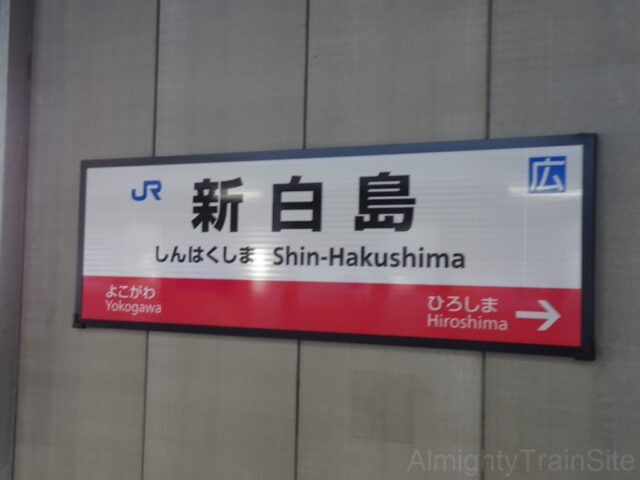 JR 新白島 広
しんはくしま Shin-Hakushima
よこがわ ひろしま
Yokogawa Hiroshima →
AlmightyTrainSite